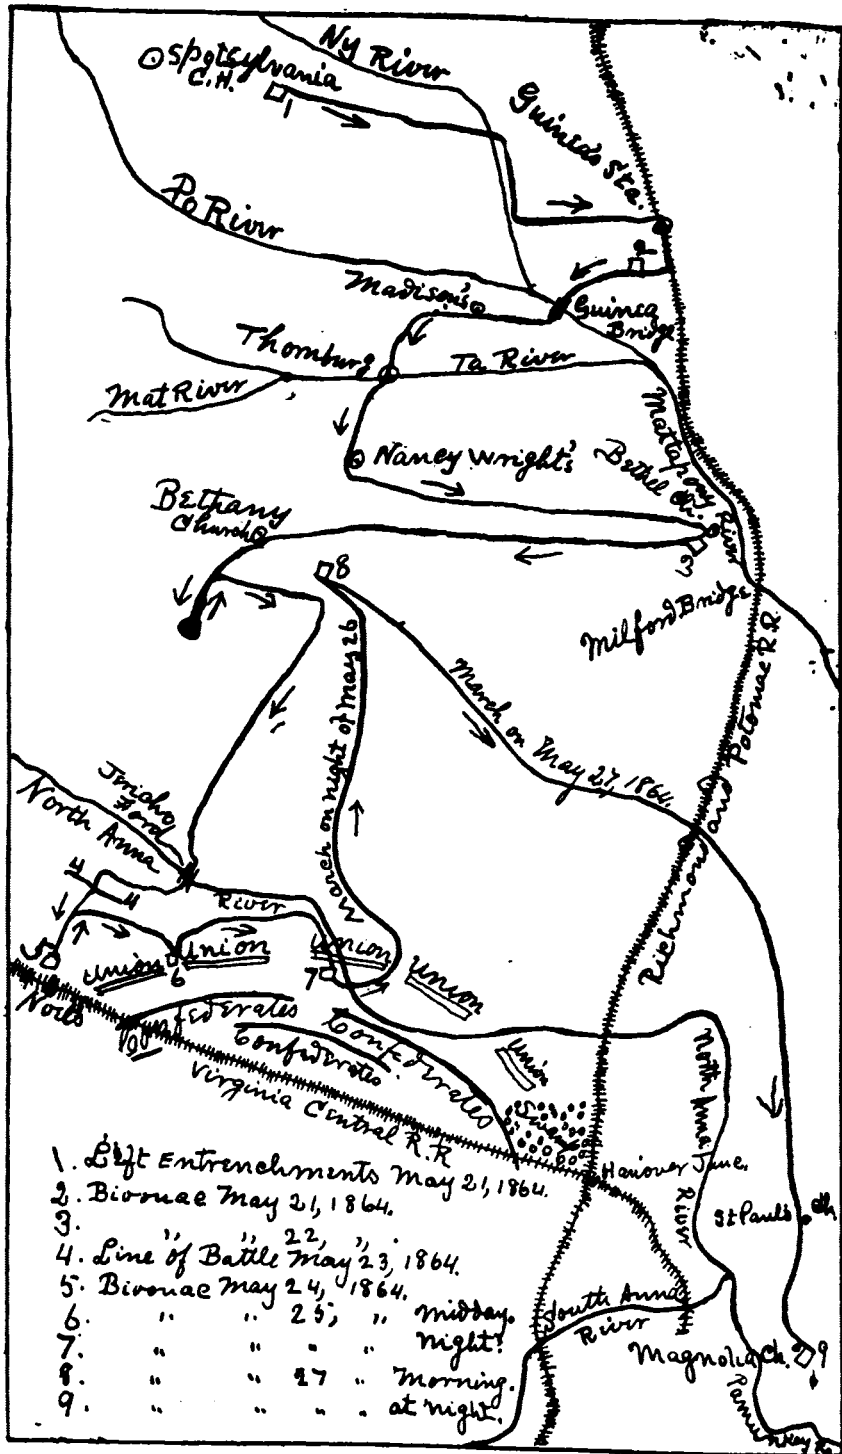 Spotsylvania
C.H.
1
Ny River
Guinea's Sta.
Po River
2
Madison's
Guinea
Bridge
Thornburg
Ta River
Mat River
Mattapony River
Nancy Wright's
Bethel Ch.
Bethany
Church
3
8
Milford Bridge
March on night of May 26
March on May 27, 1864.
Richmond and Potomac R.R.
Jericho
Ford
North Anna
River
4
4
5
Union
6
Union
Union
7
Union
Noels
Confederates
Confederates
Union
Swamp
Virginia Central R.R
North Anna
River
Hanover Junc.
St Paul's Ch
South Anna
River
Magnolia Ch. 9
Pamunkey R.
1. Left Entrenchments May 21, 1864.
2. Bivouac May 21, 1864.
3. " " 22, " .
4. Line of Battle May 23, 1864.
5. Bivouac May 24, 1864.
6 " " 25, " midday.
7. " " " " night.
8 " " 27 " Morning.
9. " " " " at night.